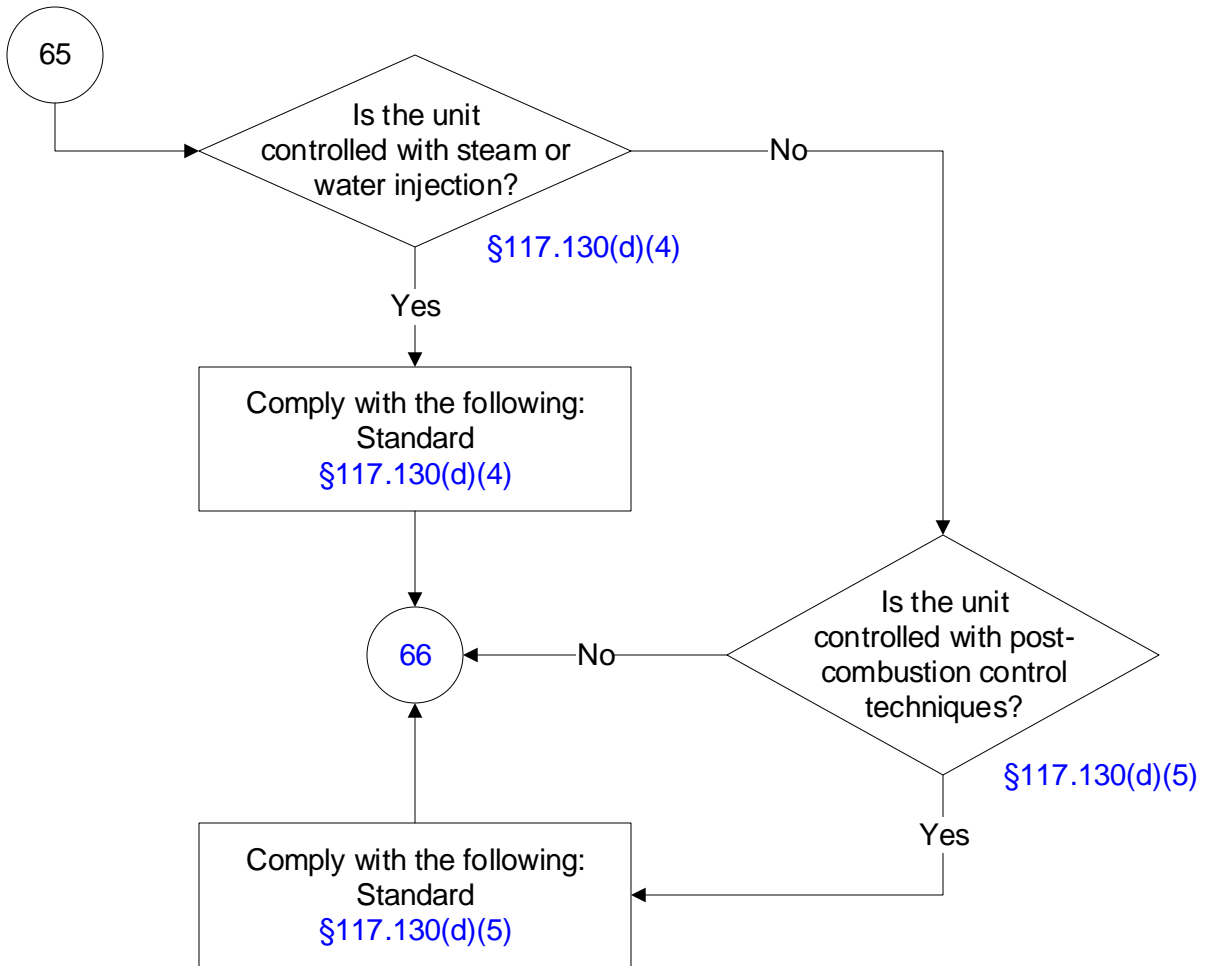 65
Is the unit
controlled with steam or
water injection?
No
§117.130(d)(4)
Yes
Comply with the following:
Standard
§117.130(d)(4)
Is the unit
controlled with post-
combustion control
techniques?
66
No
§117.130(d)(5)
Yes
Comply with the following:
Standard
§117.130(d)(5)